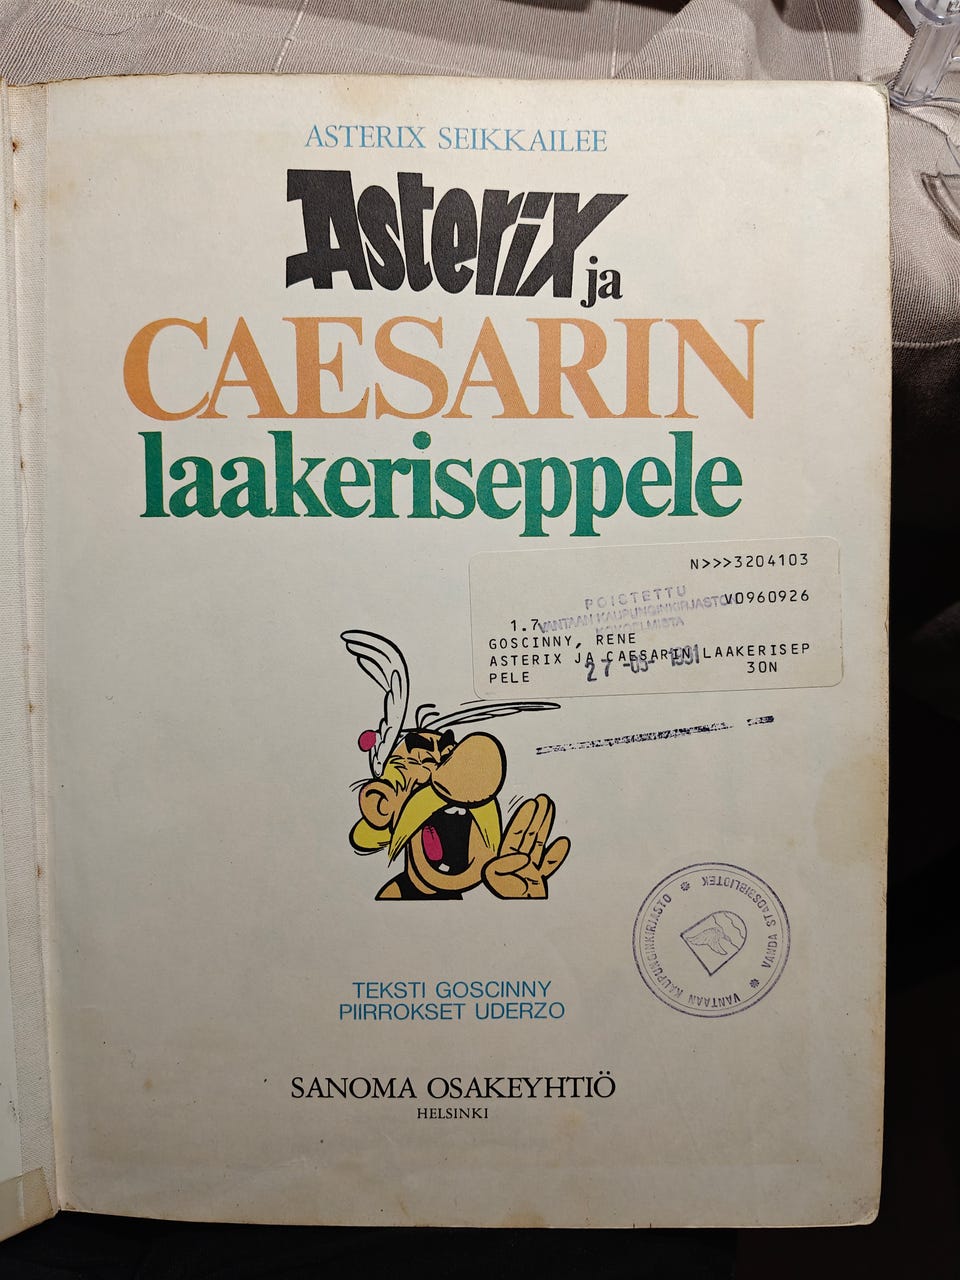 ASTERIX SEIKKAILEE
Asterix ja
CAESARIN
laakeriseppele
N>>>3204103
POISTETTU
VO960926
VANTAAN KAUPUNGINKIRJASTON
1.7
KOKOELMISTA
GOSCINNY, RENE
ASTERIX JA CAESARIN LAAKERISEP
27 -05- 1991
PELE 30N
VANTAAN KAUPUNGINKIRJASTO
VANDA STADSBIBLIOTEK
TEKSTI GOSCINNY
PIIRROKSET UDERZO
SANOMA OSAKEYHTIÖ
HELSINKI